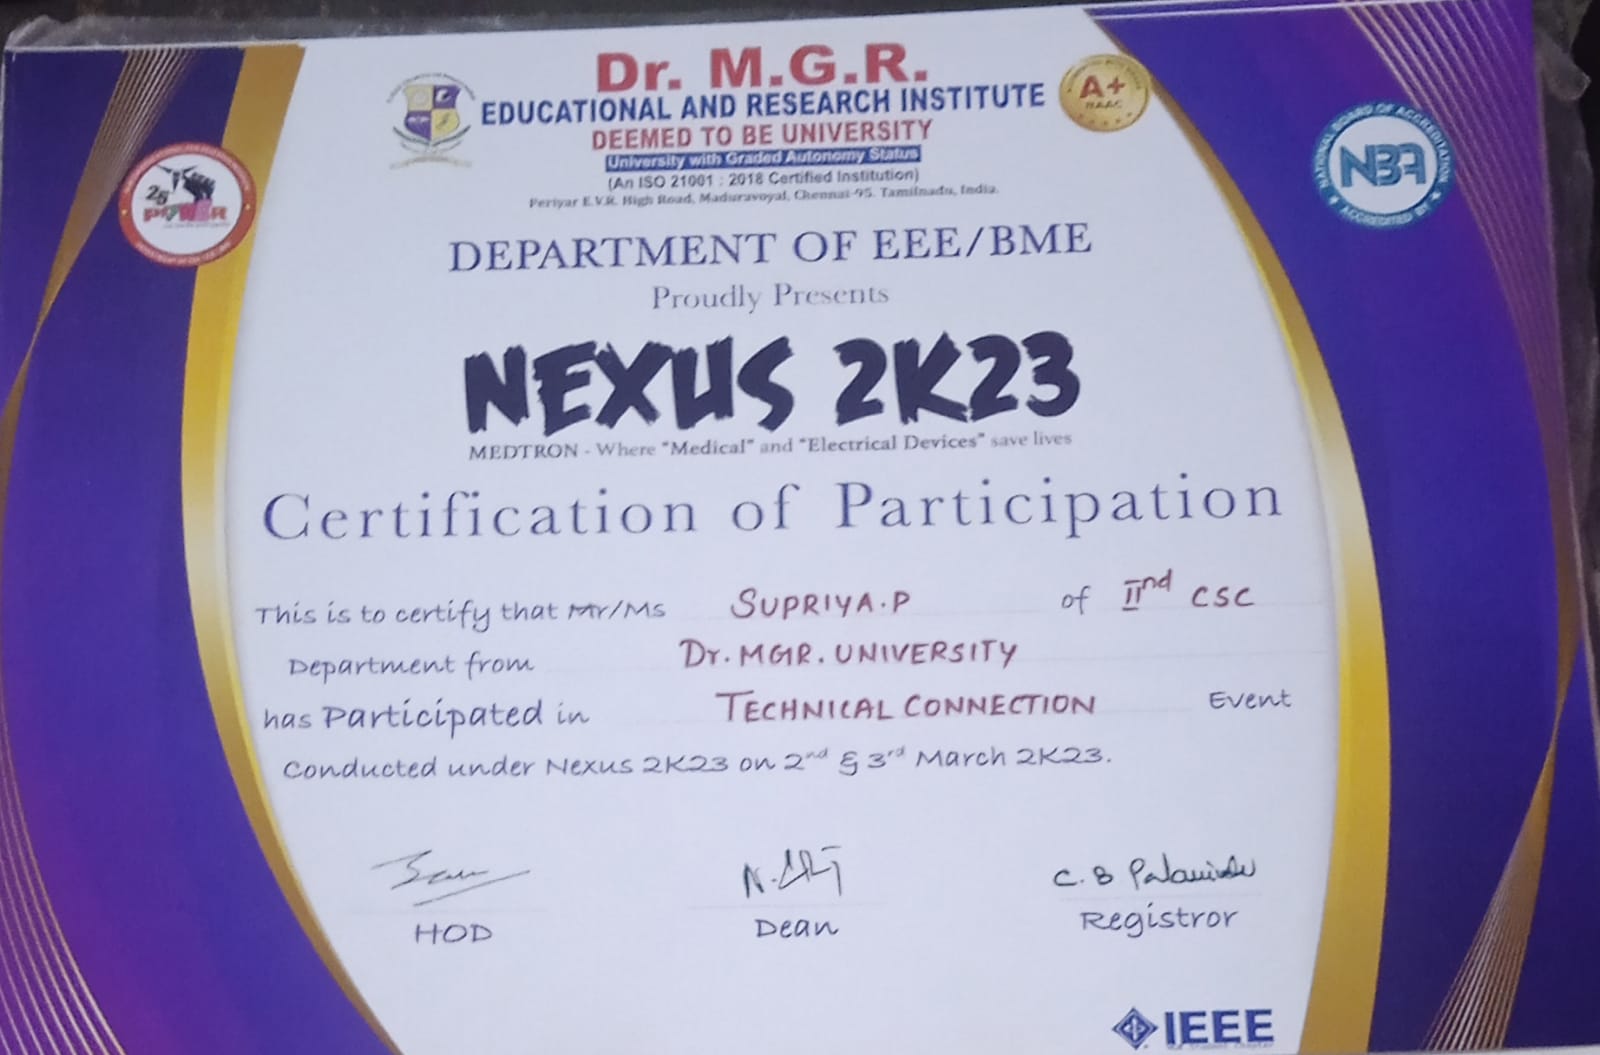 Dr. M.G.R.
EDUCATIONAL AND RESEARCH INSTITUTE
DEEMED TO BE UNIVERSITY
University with Graded Autonomy Status
(An ISO 21001 : 2018 Certified Institution)
Periyar E.V.R. High Road, Maduravoyal, Chennai-95. Tamilnadu, India.
A+
NAAC
25
POWER
NATIONAL BOARD OF ACCREDITATION
NBA
ACCREDITED BY
DEPARTMENT OF EEE/BME
Proudly Presents
NEXUS 2K23
MEDTRON - Where "Medical" and "Electrical Devices" save lives
Certification of Participation
This is to certify that Mr/Ms SUPRIYA.P of IInd CSC
Department from Dr. MGR. UNIVERSITY
has Participated in TECHNICAL CONNECTION Event
Conducted under Nexus 2K23 on 2nd & 3rd March 2K23.
C. B
HOD Dean Registror
IEEE